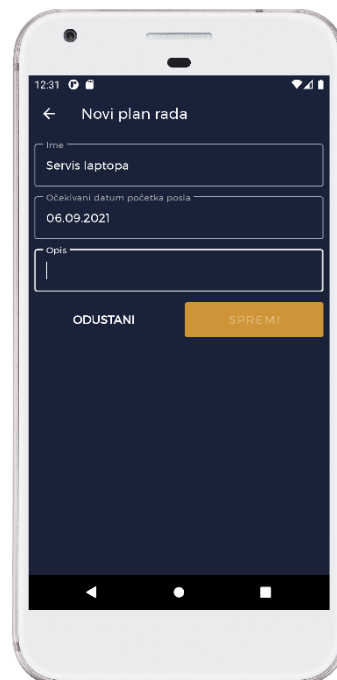 12:31
Novi plan rada
Ime
Servis laptopa
Očekivani datum početka posla
06.09.2021
Opis
ODUSTANI
SPREMI